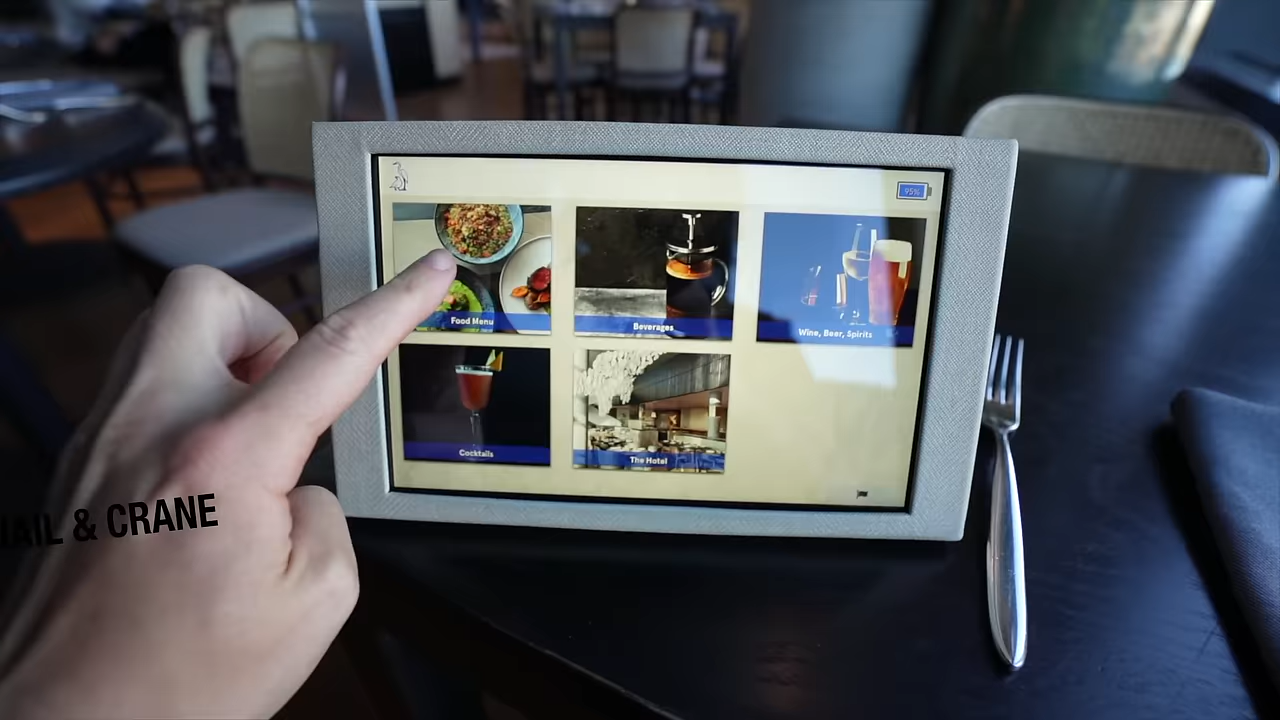 95%
Food Menu
Beverages
Wine, Beer, Spirits
Cocktails
The Hotel
AIL & CRANE